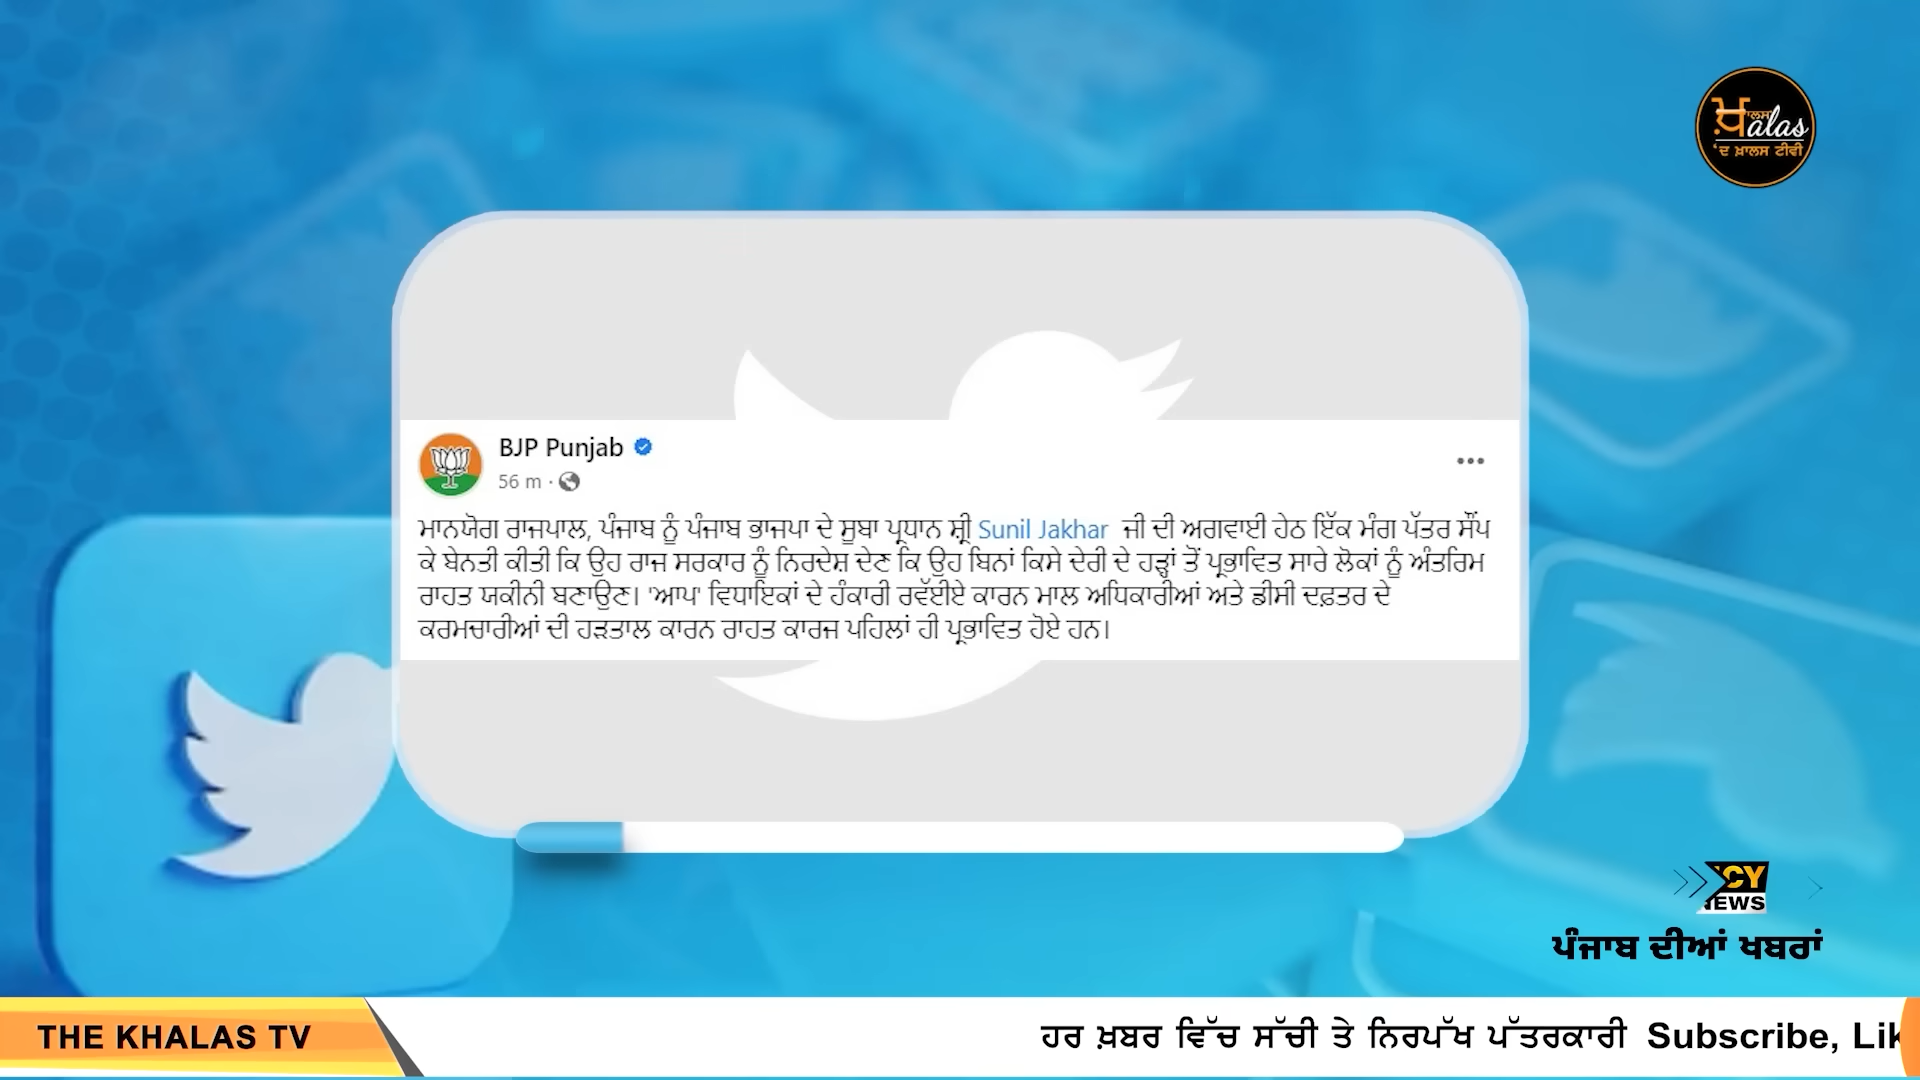 ਖ਼ਾਲਸ
alas
'ਦ ਖ਼ਾਲਸ ਟੀਵੀ
BJP Punjab
56 m ·
ਮਾਨਯੋਗ ਰਾਜਪਾਲ, ਪੰਜਾਬ ਨੂੰ ਪੰਜਾਬ ਭਾਜਪਾ ਦੇ ਸੂਬਾ ਪ੍ਰਧਾਨ ਸ਼੍ਰੀ Sunil Jakhar ਜੀ ਦੀ ਅਗਵਾਈ ਹੇਠ ਇੱਕ ਮੰਗ ਪੱਤਰ ਸੌਂਪ
ਕੇ ਬੇਨਤੀ ਕੀਤੀ ਕਿ ਉਹ ਰਾਜ ਸਰਕਾਰ ਨੂੰ ਨਿਰਦੇਸ਼ ਦੇਣ ਕਿ ਉਹ ਬਿਨਾਂ ਕਿਸੇ ਦੇਰੀ ਦੇ ਹੜ੍ਹਾਂ ਤੋਂ ਪ੍ਰਭਾਵਿਤ ਸਾਰੇ ਲੋਕਾਂ ਨੂੰ ਅੰਤਰਿਮ
ਰਾਹਤ ਯਕੀਨੀ ਬਣਾਉਣ। 'ਆਪ' ਵਿਧਾਇਕਾਂ ਦੇ ਹੰਕਾਰੀ ਰਵੱਈਏ ਕਾਰਨ ਮਾਲ ਅਧਿਕਾਰੀਆਂ ਅਤੇ ਡੀਸੀ ਦਫ਼ਤਰ ਦੇ
ਕਰਮਚਾਰੀਆਂ ਦੀ ਹੜਤਾਲ ਕਾਰਨ ਰਾਹਤ ਕਾਰਜ ਪਹਿਲਾਂ ਹੀ ਪ੍ਰਭਾਵਿਤ ਹੋਏ ਹਨ।
CY
NEWS
ਪੰਜਾਬ ਦੀਆਂ ਖਬਰਾਂ
THE KHALAS TV
ਹਰ ਖ਼ਬਰ ਵਿੱਚ ਸੱਚੀ ਤੇ ਨਿਰਪੱਖ ਪੱਤਰਕਾਰੀ Subscribe, Lik